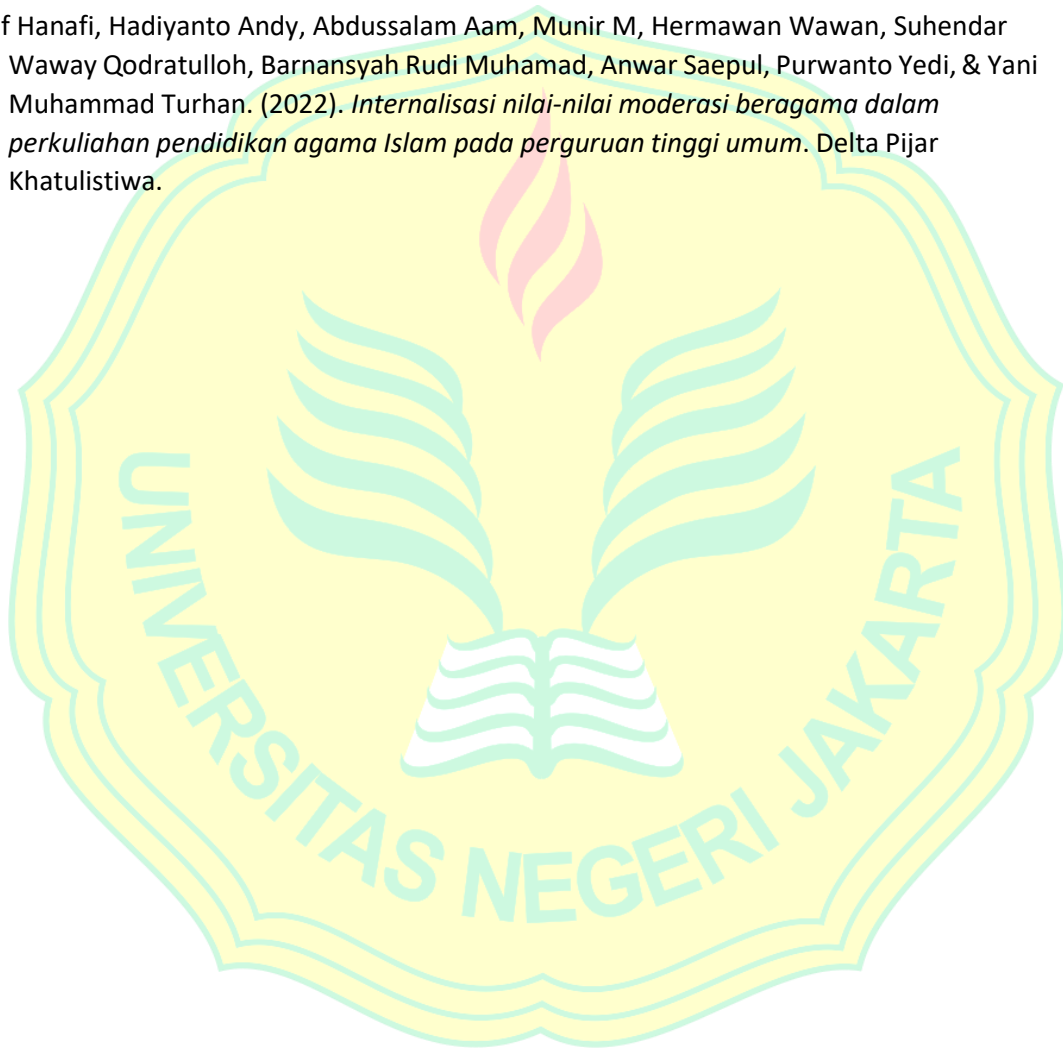 f Hanafi, Hadiyanto Andy, Abdussalam Aam, Munir M, Hermawan Wawan, Suhendar
Waway Qodratulloh, Barnansyah Rudi Muhamad, Anwar Saepul, Purwanto Yedi, & Yani
Muhammad Turhan. (2022). Internalisasi nilai-nilai moderasi beragama dalam
perkuliahan pendidikan agama Islam pada perguruan tinggi umum. Delta Pijar
Khatulistiwa.
UNIVERSITAS NEGERI JAKARTA